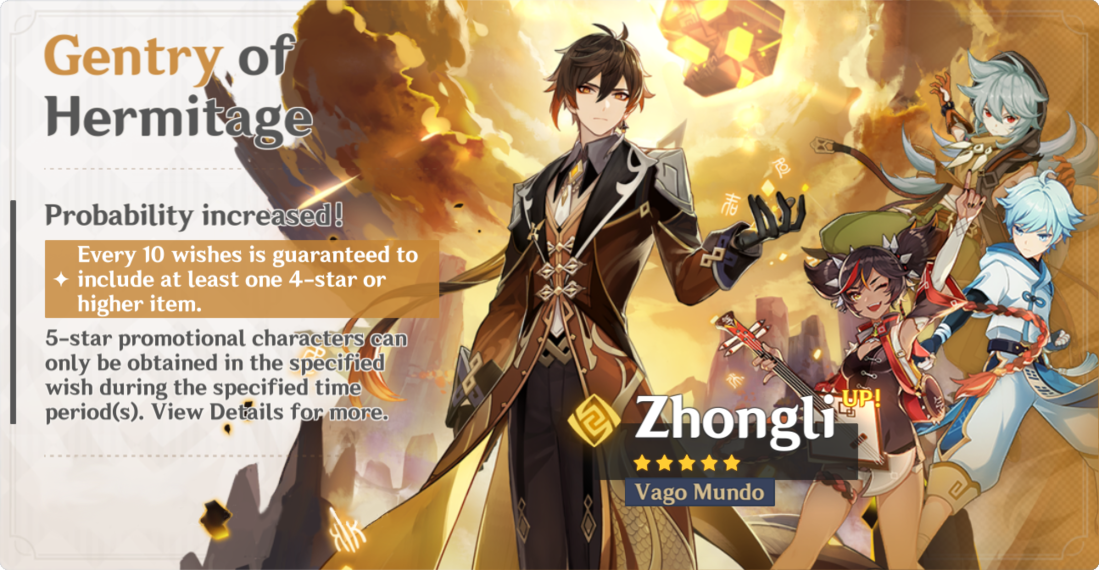 Gentry of
Hermitage
Probability increased!
Every 10 wishes is guaranteed to
include at least one 4-star or
higher item.
5-star promotional characters can
only be obtained in the specified
wish during the specified time
period(s). View Details for more.
Zhongli
UP!
Vago Mundo